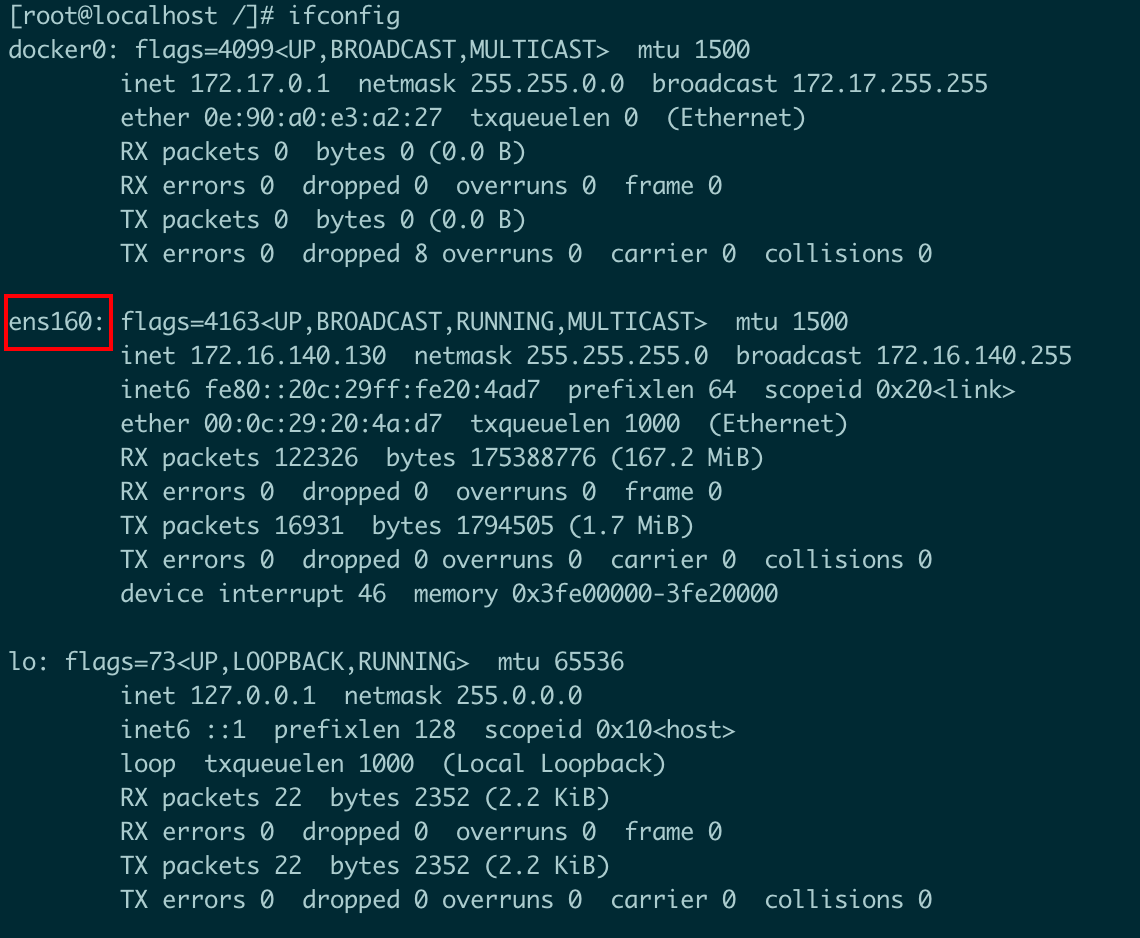 [root@localhost /]# ifconfig
docker0: flags=4099<UP,BROADCAST,MULTICAST>  mtu 1500
        inet 172.17.0.1  netmask 255.255.0.0  broadcast 172.17.255.255
        ether 0e:90:a0:e3:a2:27  txqueuelen 0  (Ethernet)
        RX packets 0  bytes 0 (0.0 B)
        RX errors 0  dropped 0  overruns 0  frame 0
        TX packets 0  bytes 0 (0.0 B)
        TX errors 0  dropped 8 overruns 0  carrier 0  collisions 0

ens160: flags=4163<UP,BROADCAST,RUNNING,MULTICAST>  mtu 1500
        inet 172.16.140.130  netmask 255.255.255.0  broadcast 172.16.140.255
        inet6 fe80::20c:29ff:fe20:4ad7  prefixlen 64  scopeid 0x20<link>
        ether 00:0c:29:20:4a:d7  txqueuelen 1000  (Ethernet)
        RX packets 122326  bytes 175388776 (167.2 MiB)
        RX errors 0  dropped 0  overruns 0  frame 0
        TX packets 16931  bytes 1794505 (1.7 MiB)
        TX errors 0  dropped 0 overruns 0  carrier 0  collisions 0
        device interrupt 46  memory 0x3fe00000-3fe20000

lo: flags=73<UP,LOOPBACK,RUNNING>  mtu 65536
        inet 127.0.0.1  netmask 255.0.0.0
        inet6 ::1  prefixlen 128  scopeid 0x10<host>
        loop  txqueuelen 1000  (Local Loopback)
        RX packets 22  bytes 2352 (2.2 KiB)
        RX errors 0  dropped 0  overruns 0  frame 0
        TX packets 22  bytes 2352 (2.2 KiB)
        TX errors 0  dropped 0 overruns 0  carrier 0  collisions 0